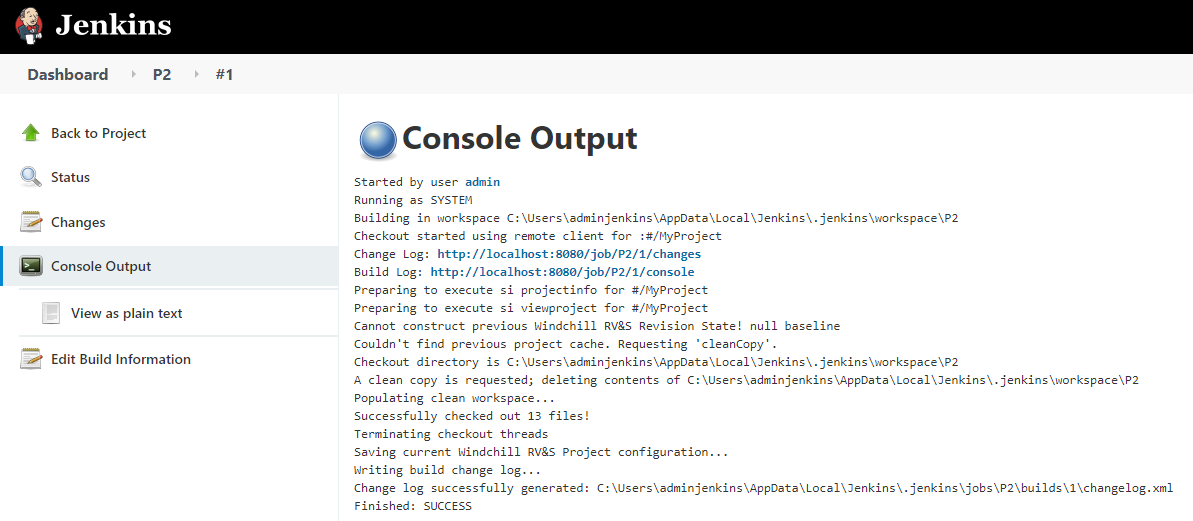 Jenkins
Dashboard P2 #1
Back to Project
Status
Changes
Console Output
View as plain text
Edit Build Information
Console Output
Started by user admin
Running as SYSTEM
Building in workspace C:\Users\adminjenkins\AppData\Local\Jenkins\.jenkins\workspace\P2
Checkout started using remote client for :#/MyProject
Change Log: http://localhost:8080/job/P2/1/changes
Build Log: http://localhost:8080/job/P2/1/console
Preparing to execute si projectinfo for #/MyProject
Preparing to execute si viewproject for #/MyProject
Cannot construct previous Windchill RV&S Revision State! null baseline
Couldn't find previous project cache. Requesting 'cleanCopy'.
Checkout directory is C:\Users\adminjenkins\AppData\Local\Jenkins\.jenkins\workspace\P2
A clean copy is requested; deleting contents of C:\Users\adminjenkins\AppData\Local\Jenkins\.jenkins\workspace\P2
Populating clean workspace...
Successfully checked out 13 files!
Terminating checkout threads
Saving current Windchill RV&S Project configuration...
Writing build change log...
Change log successfully generated: C:\Users\adminjenkins\AppData\Local\Jenkins\.jenkins\jobs\P2\builds\1\changelog.xml
Finished: SUCCESS